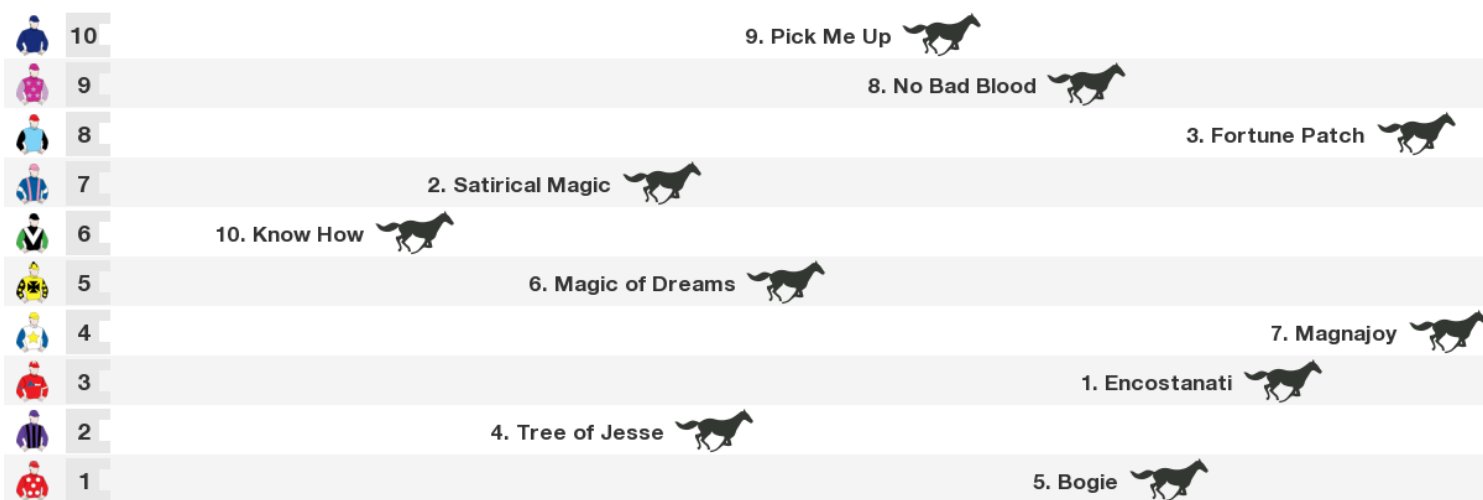 10 9. Pick Me Up
9 8. No Bad Blood
8 3. Fortune Patch
7 2. Satirical Magic
6 10. Know How
5 6. Magic of Dreams
4 7. Magnajoy
3 1. Encostanati
2 4. Tree of Jesse
1 5. Bogie